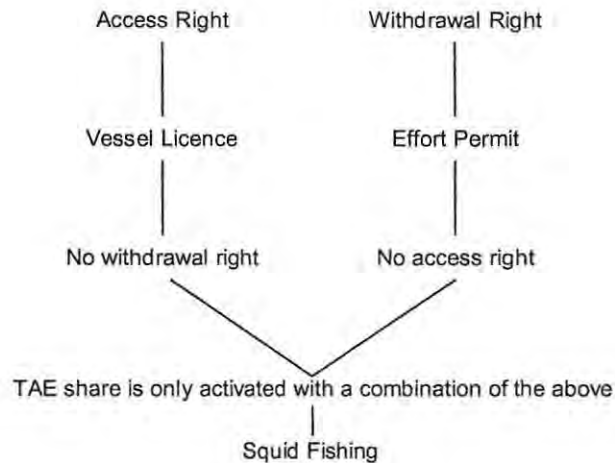 Access Right
Withdrawal Right
Vessel Licence
Effort Permit
No withdrawal right
No access right
TAE share is only activated with a combination of the above
Squid Fishing